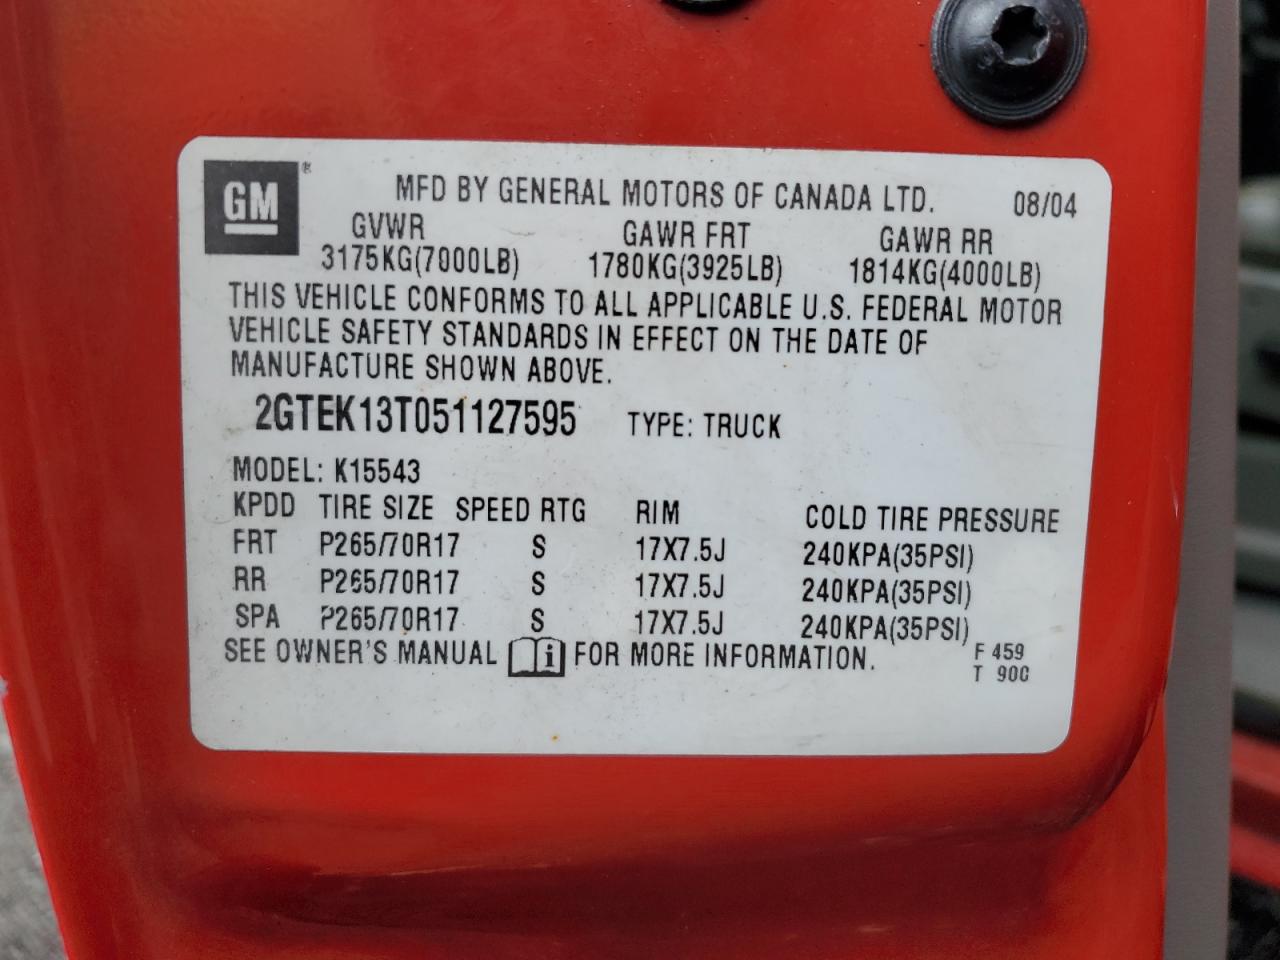 GM ®
MFD BY GENERAL MOTORS OF CANADA LTD. 08/04
GVWR GAWR FRT GAWR RR
3175KG(7000LB) 1780KG(3925LB) 1814KG(4000LB)
THIS VEHICLE CONFORMS TO ALL APPLICABLE U.S. FEDERAL MOTOR
VEHICLE SAFETY STANDARDS IN EFFECT ON THE DATE OF
MANUFACTURE SHOWN ABOVE.
2GTEK13T051127595 TYPE: TRUCK
MODEL: K15543
KPDD TIRE SIZE SPEED RTG RIM COLD TIRE PRESSURE
FRT P265/70R17 S 17X7.5J 240KPA(35PSI)
RR P265/70R17 S 17X7.5J 240KPA(35PSI)
SPA P265/70R17 S 17X7.5J 240KPA(35PSI)
SEE OWNER'S MANUAL i FOR MORE INFORMATION.
F 459
T 900